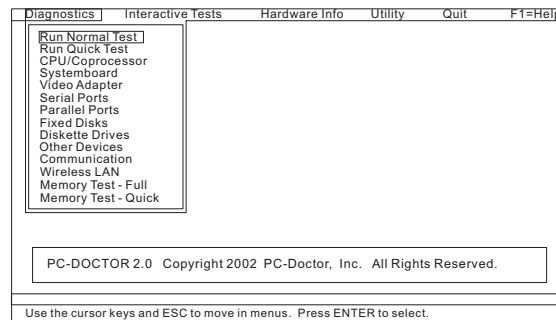 Diagnostics Interactive Tests Hardware Info Utility Quit F1=Help
Run Normal Test
Run Quick Test
CPU/Coprocessor
Systemboard
Video Adapter
Serial Ports
Parallel Ports
Fixed Disks
Diskette Drives
Other Devices
Communication
Wireless LAN
Memory Test - Full
Memory Test - Quick
PC-DOCTOR 2.0 Copyright 2002 PC-Doctor, Inc. All Rights Reserved.
Use the cursor keys and ESC to move in menus. Press ENTER to select.